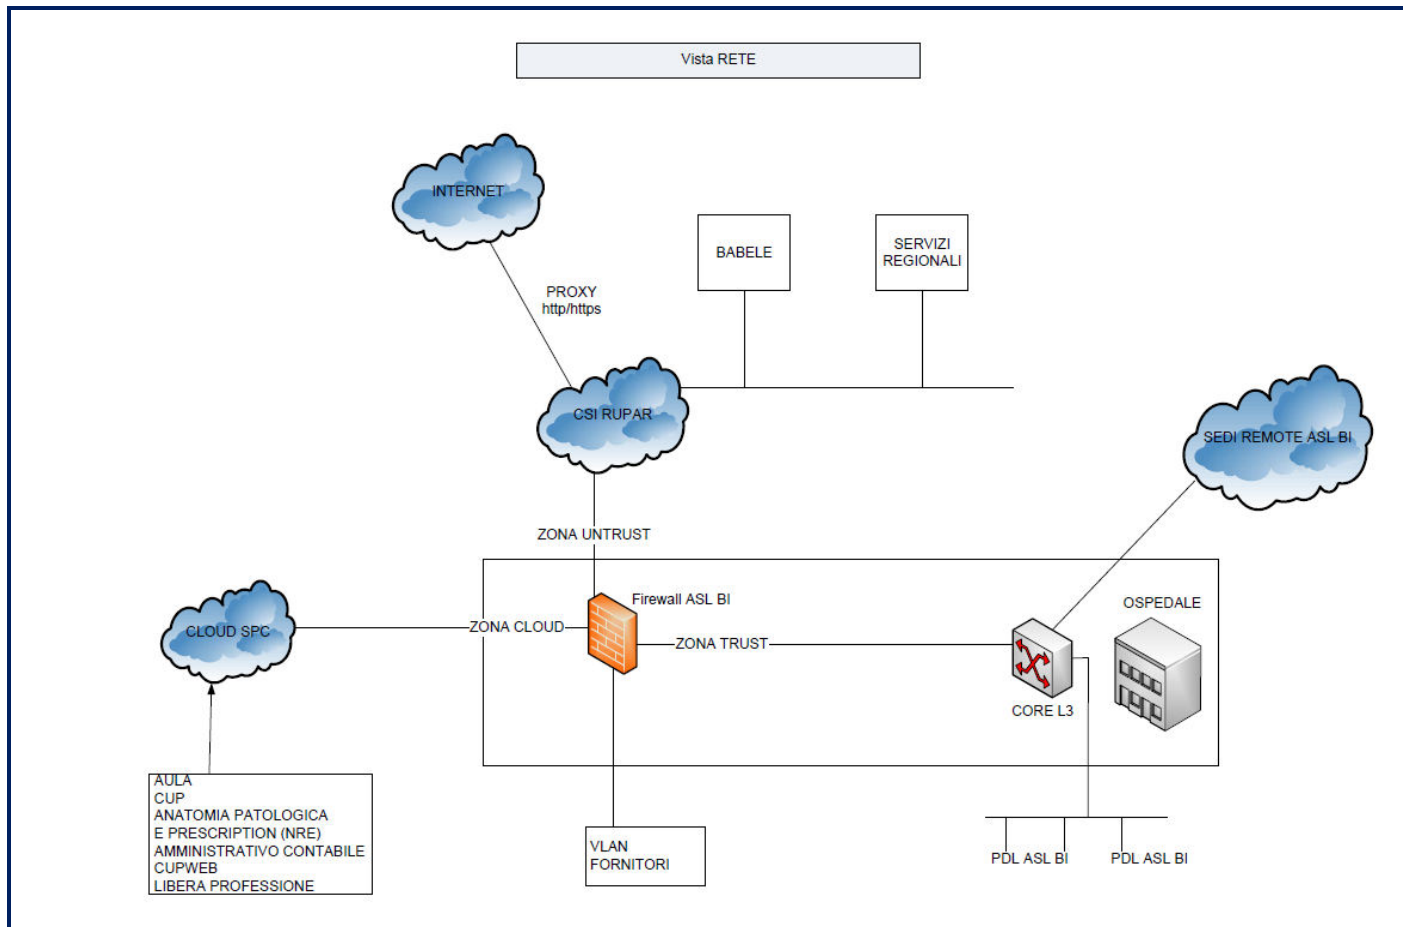 Vista RETE
INTERNET
BABELE
SERVIZI
REGIONALI
PROXY
http/https
CSI RUPAR
SEDI REMOTE ASL BI
ZONA UNTRUST
Firewall ASL BI
OSPEDALE
CLOUD SPC
ZONA CLOUD
ZONA TRUST
CORE L3
AULA
CUP
ANATOMIA PATOLOGICA
E PRESCRIPTION (NRE)
AMMINISTRATIVO CONTABILE
CUPWEB
LIBERA PROFESSIONE
VLAN
FORNITORI
PDL ASL BI
PDL ASL BI